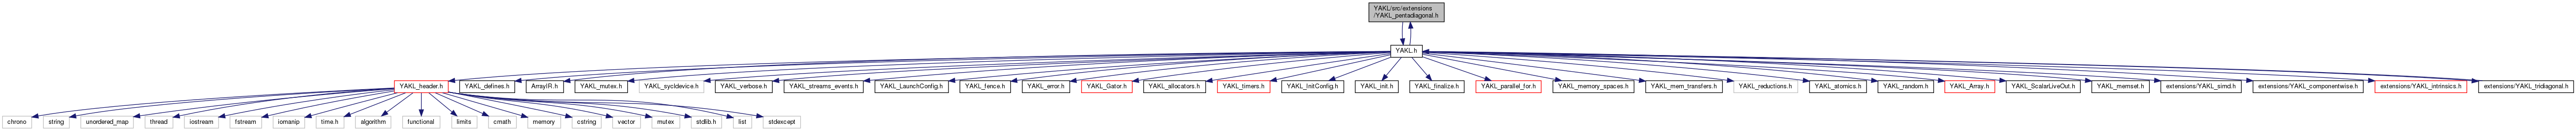 YAKL/src/extensions
/YAKL_pentadiagonal.h
YAKL.h
YAKL_header.h
YAKL_defines.h
ArrayIR.h
YAKL_mutex.h
YAKL_sycldevice.h
YAKL_verbose.h
YAKL_streams_events.h
YAKL_LaunchConfig.h
YAKL_fence.h
YAKL_error.h
YAKL_Gator.h
YAKL_allocators.h
YAKL_timers.h
YAKL_InitConfig.h
YAKL_init.h
YAKL_finalize.h
YAKL_parallel_for.h
YAKL_memory_spaces.h
YAKL_mem_transfers.h
YAKL_reductions.h
YAKL_atomics.h
YAKL_random.h
YAKL_Array.h
YAKL_ScalarLiveOut.h
YAKL_memset.h
extensions/YAKL_simd.h
extensions/YAKL_componentwise.h
extensions/YAKL_intrinsics.h
extensions/YAKL_tridiagonal.h
chrono
string
unordered_map
thread
iostream
fstream
iomanip
time.h
algorithm
functional
limits
cmath
memory
cstring
vector
mutex
stdlib.h
list
stdexcept